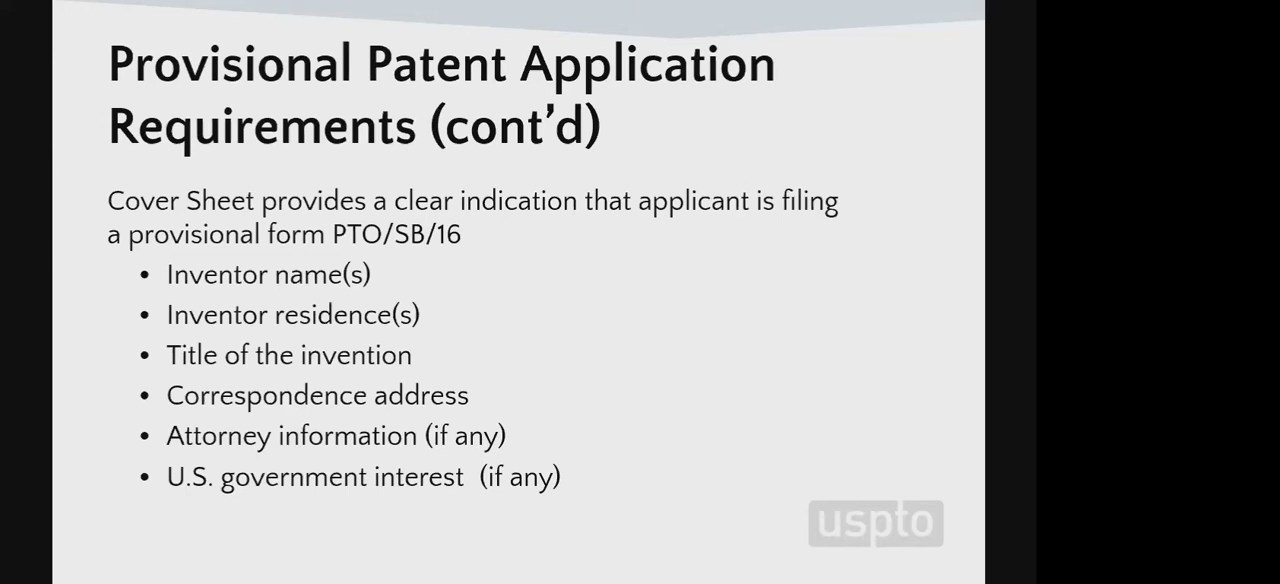 Provisional Patent Application
Requirements (cont’d)
Cover Sheet provides a clear indication that applicant is filing
a provisional form PTO/SB/16
• Inventor name(s)
• Inventor residence(s)
• Title of the invention
• Correspondence address
• Attorney information (if any)
• U.S. government interest (if any)
uspto